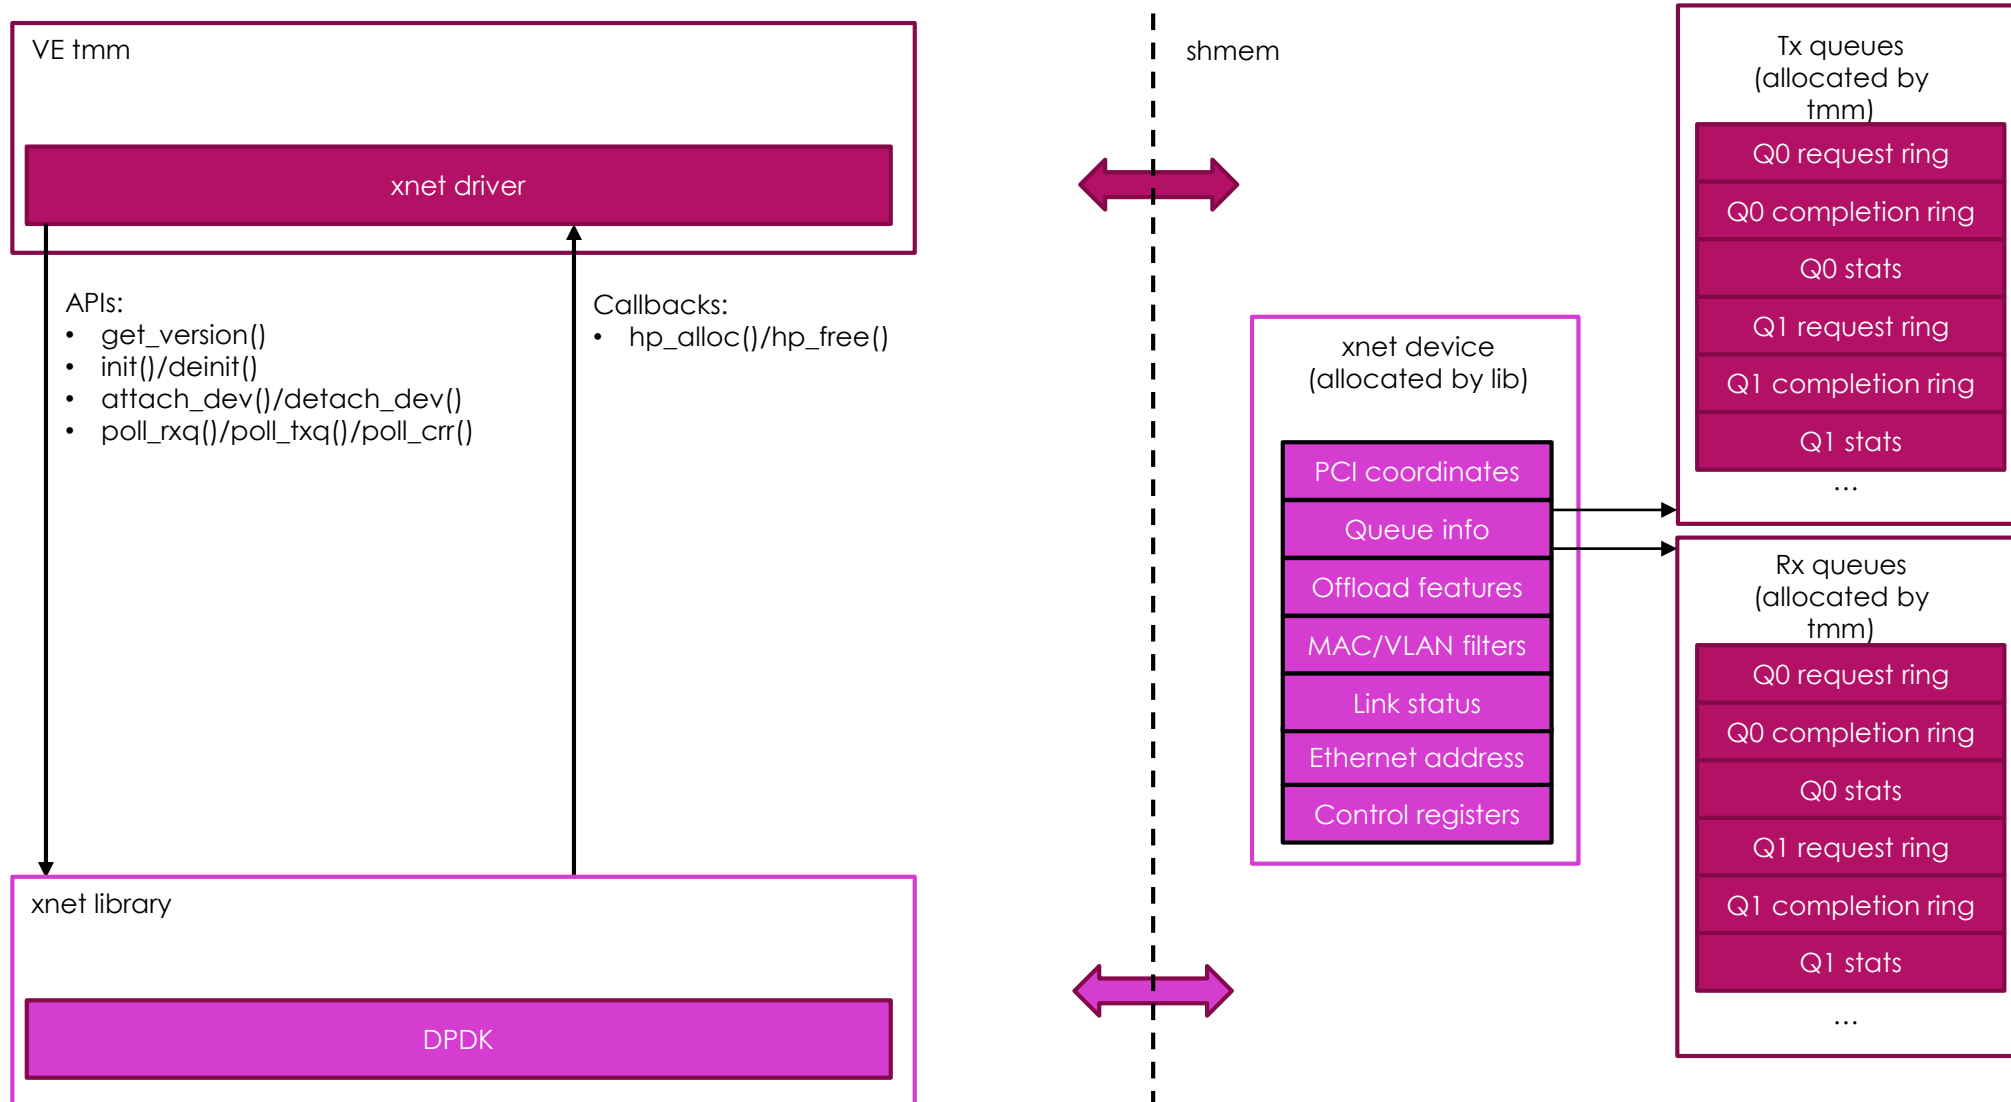 VE tmm
xnet driver
APIs:
• get_version()
• init()/deinit()
• attach_dev()/detach_dev()
• poll_rxq()/poll_txq()/poll_crr()
Callbacks:
• hp_alloc()/hp_free()
xnet library
DPDK
shmem
xnet device
(allocated by lib)
PCI coordinates
Queue info
Offload features
MAC/VLAN filters
Link status
Ethernet address
Control registers
Tx queues
(allocated by
tmm)
Q0 request ring
Q0 completion ring
Q0 stats
Q1 request ring
Q1 completion ring
Q1 stats
...
Rx queues
(allocated by
tmm)
Q0 request ring
Q0 completion ring
Q0 stats
Q1 request ring
Q1 completion ring
Q1 stats
...